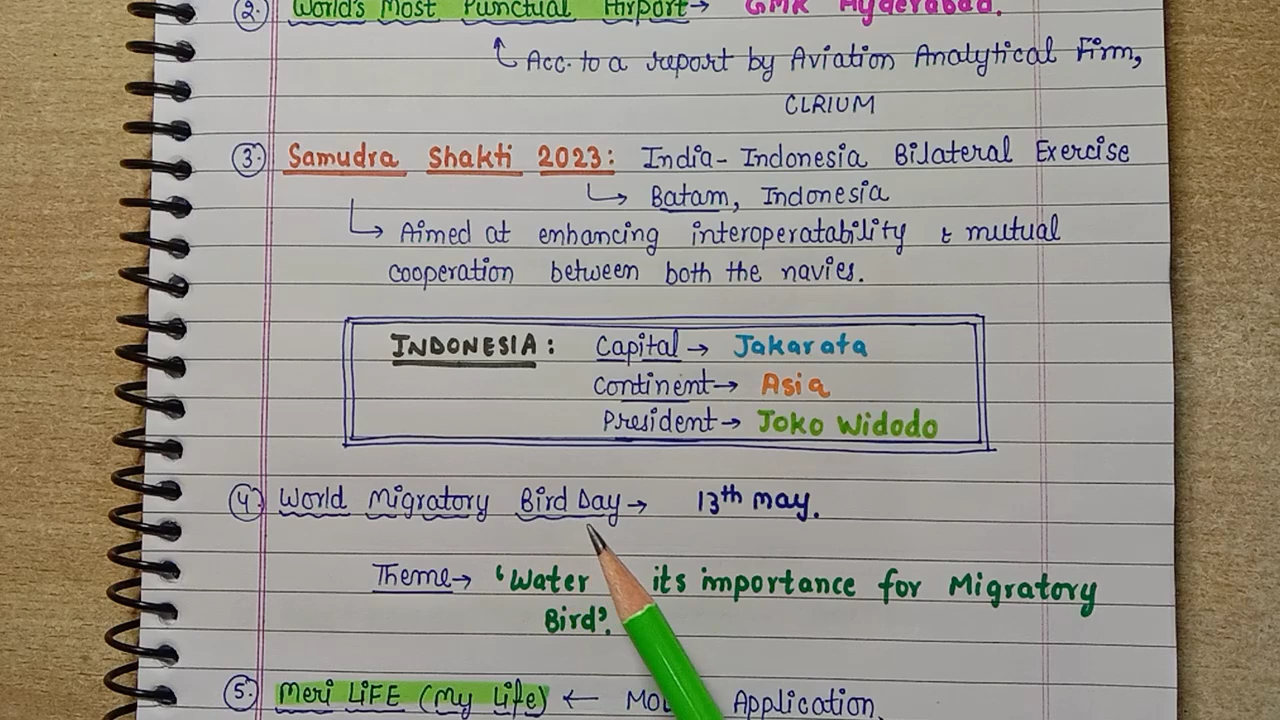 2. World's Most Punctual Airport → GMR Hyderabad.
Acc. to a report by Aviation Analytical Firm,
CLRIUM
3. Samudra Shakti 2023: India-Indonesia Bilateral Exercise
↳ Batam, Indonesia
↳ Aimed at enhancing interoperatability & mutual
cooperation between both the navies.
INDONESIA: Capital → Jakarata
Continent → Asia
President → Joko Widodo
4. World Migratory Bird Day → 13th may.
Theme → 'Water its importance for Migratory
Bird'.
5. Meri LiFE (My Life) ← Application.